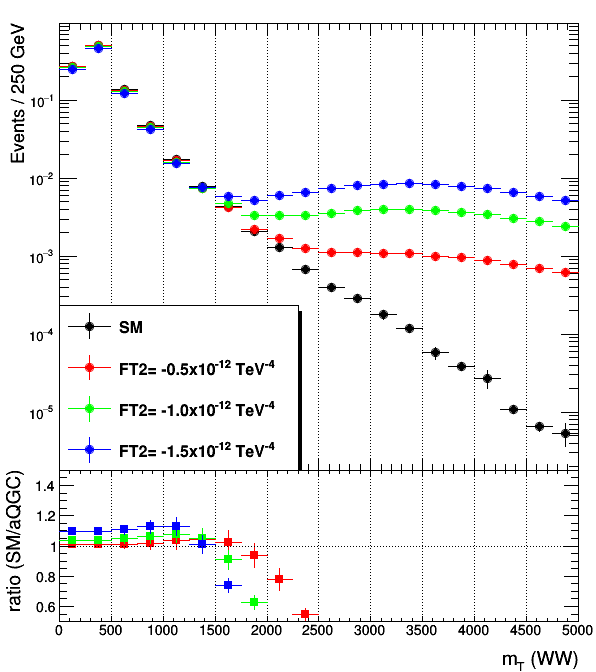 Events / 250 GeV
10⁻¹
10⁻²
10⁻³
10⁻⁴
10⁻⁵
SM
FT2= -0.5x10⁻¹² TeV⁻⁴
FT2= -1.0x10⁻¹² TeV⁻⁴
FT2= -1.5x10⁻¹² TeV⁻⁴
ratio (SM/aQGC)
1.4
1.2
1
0.8
0.6
0 500 1000 1500 2000 2500 3000 3500 4000 4500 5000
m_T (WW)